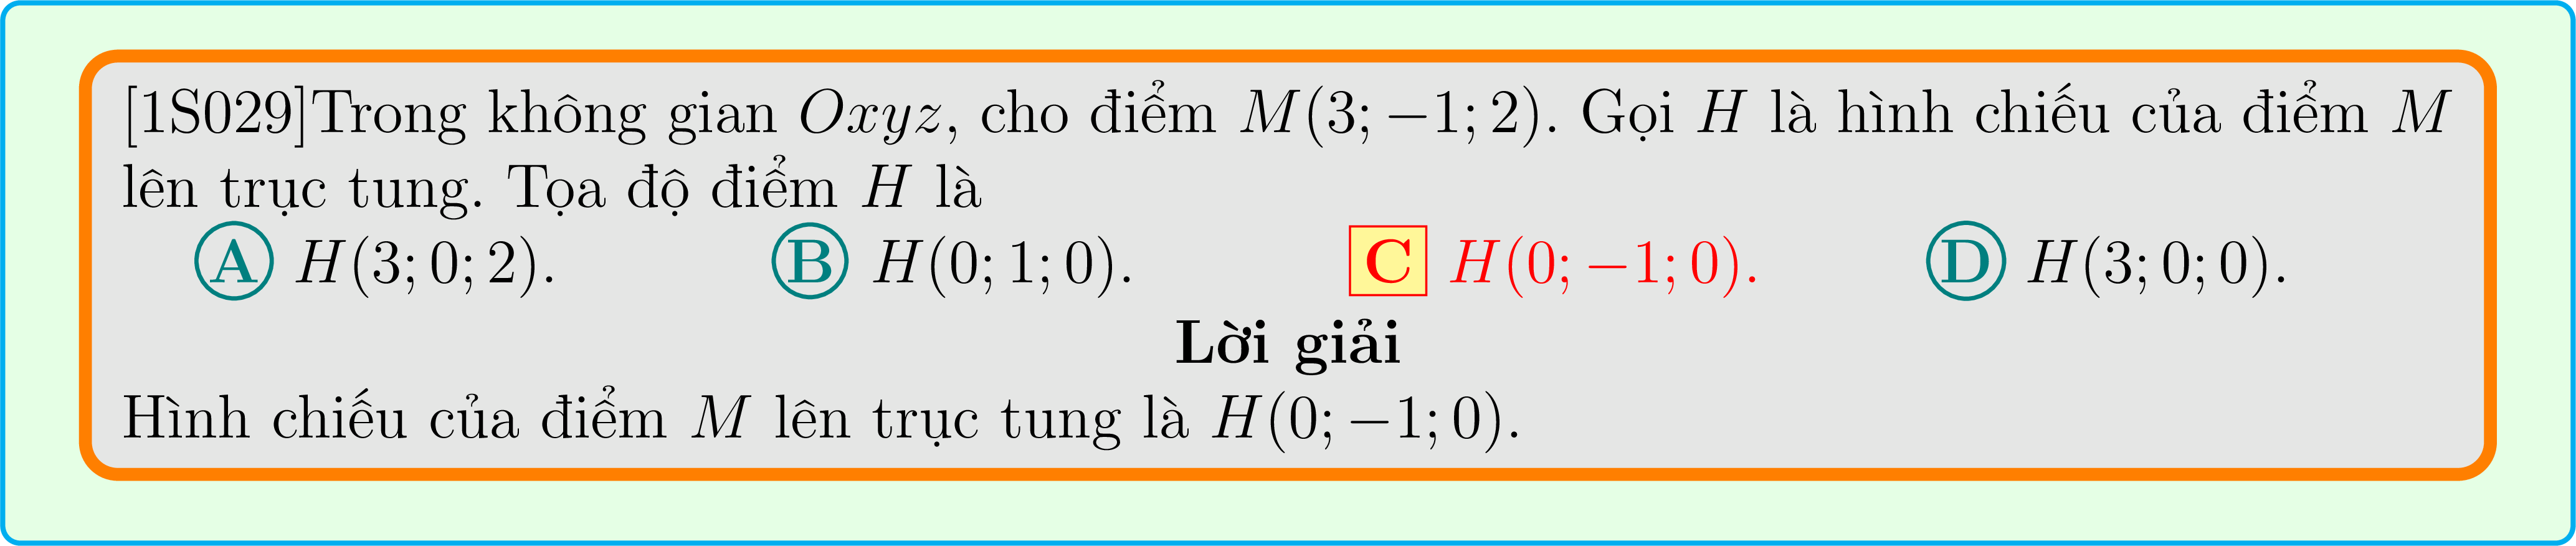 [1S029]Trong không gian Oxyz, cho điểm M(3; −1; 2). Gọi H là hình chiếu của điểm M
lên trục tung. Tọa độ điểm H là
A H(3; 0; 2). B H(0; 1; 0). C H(0; −1; 0). D H(3; 0; 0).
Lời giải
Hình chiếu của điểm M lên trục tung là H(0; −1; 0).